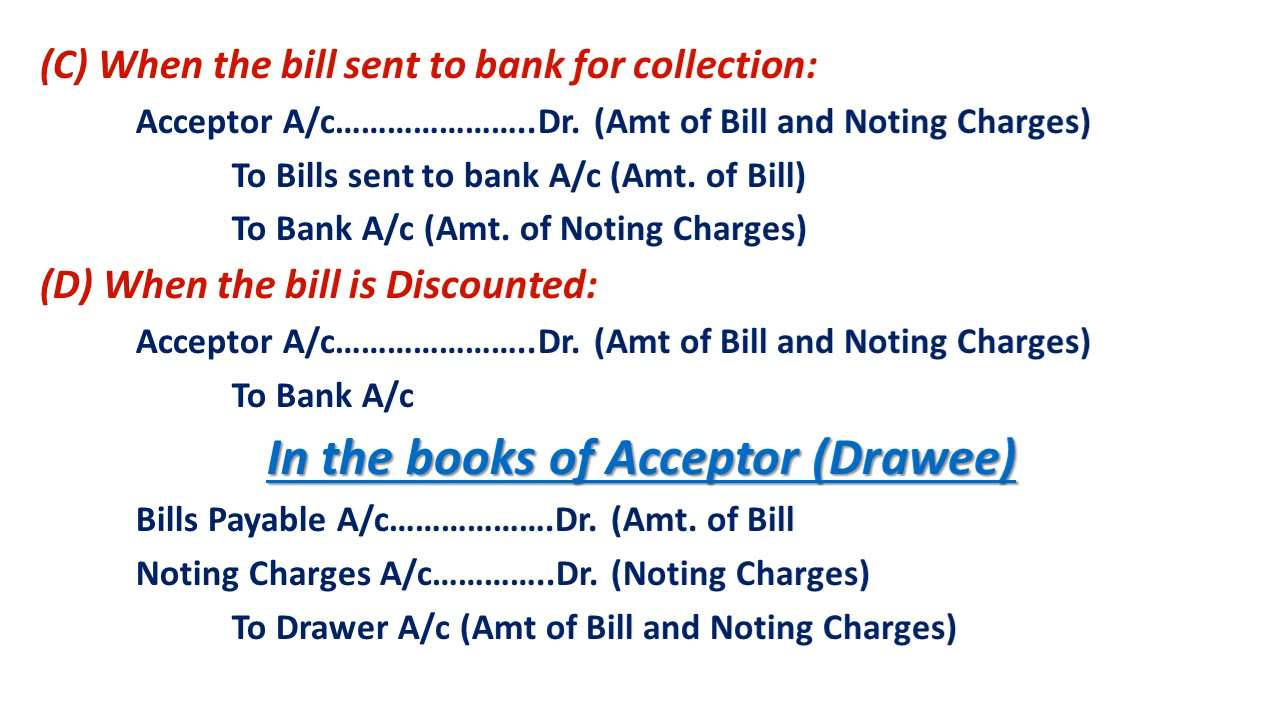 (C) When the bill sent to bank for collection:
Acceptor A/c…………………..Dr. (Amt of Bill and Noting Charges)
To Bills sent to bank A/c (Amt. of Bill)
To Bank A/c (Amt. of Noting Charges)
(D) When the bill is Discounted:
Acceptor A/c…………………..Dr. (Amt of Bill and Noting Charges)
To Bank A/c
In the books of Acceptor (Drawee)
Bills Payable A/c……………….Dr. (Amt. of Bill
Noting Charges A/c…………..Dr. (Noting Charges)
To Drawer A/c (Amt of Bill and Noting Charges)